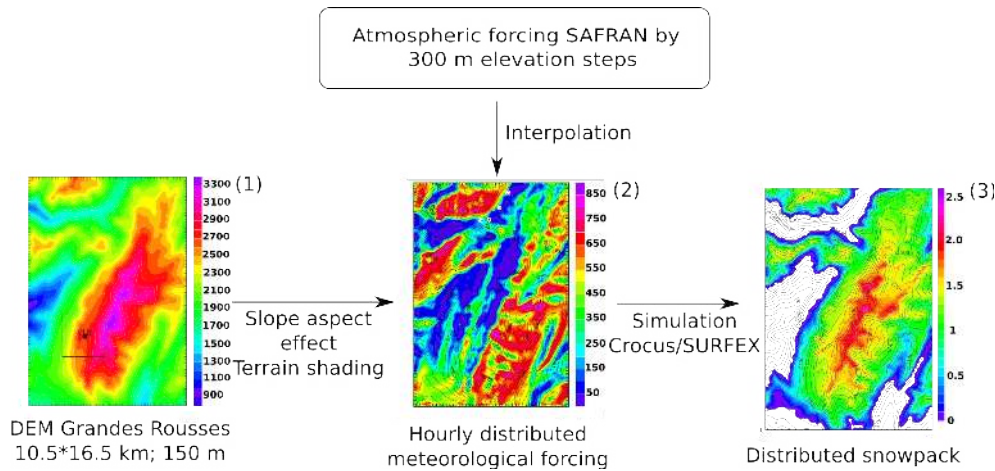 Atmospheric forcing SAFRAN by
300 m elevation steps
Interpolation
(1)
3300
3100
2900
2700
2500
2300
2100
1900
1700
1500
1300
1100
900
DEM Grandes Rousses
10.5*16.5 km; 150 m
Slope aspect
effect
Terrain shading
(2)
850
750
650
550
450
350
250
150
50
Hourly distributed
meteorological forcing
Simulation
Crocus/SURFEX
(3)
2.5
2.0
1.5
1
0.5
0
Distributed snowpack